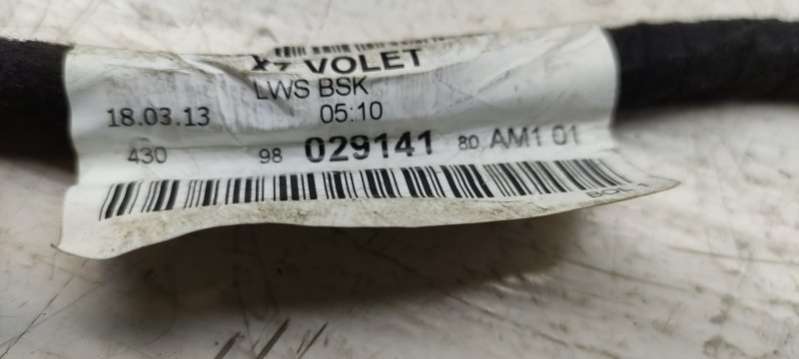 VOLET
LWS BSK
18.03.13 05:10
430 98 029141 80 AM1 01